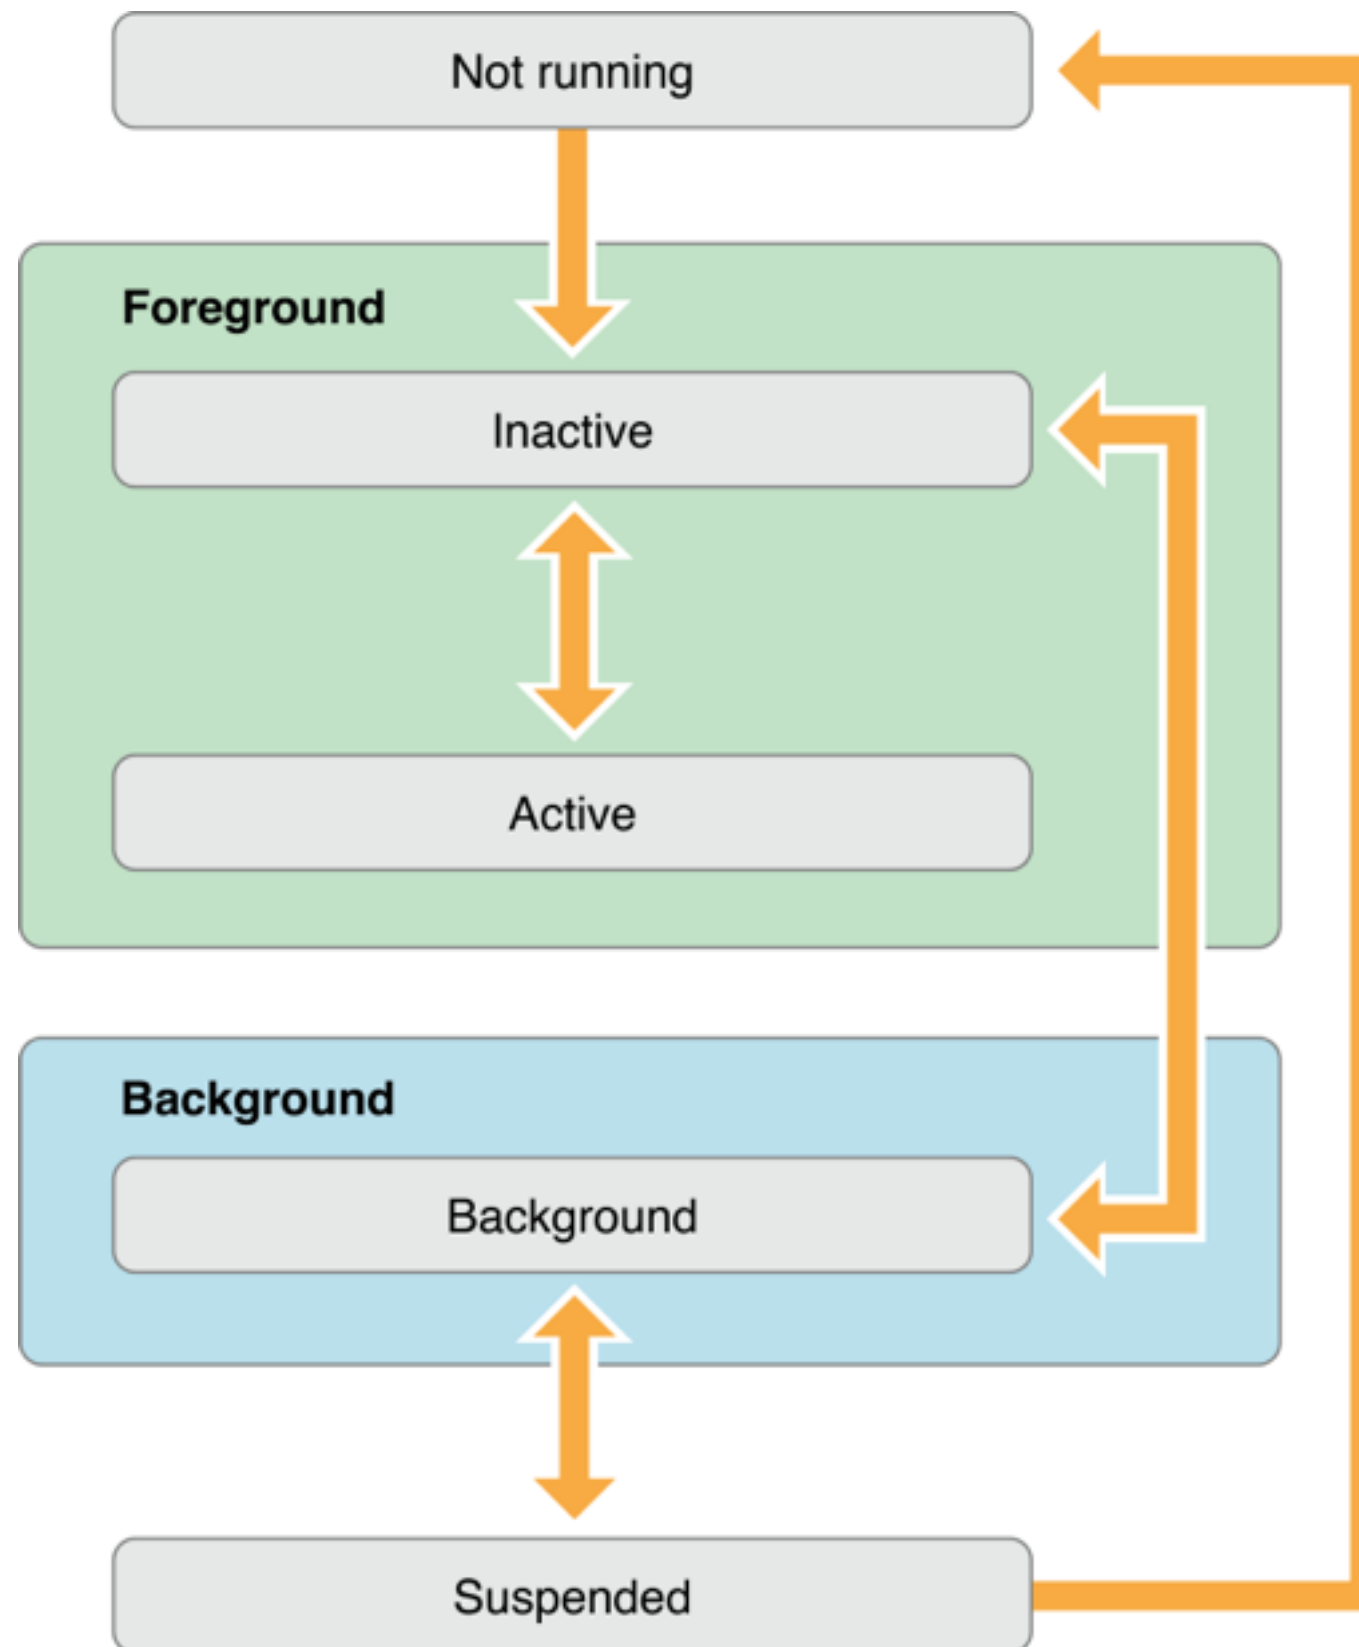 Not running
Foreground
Inactive
Active
Background
Background
Suspended